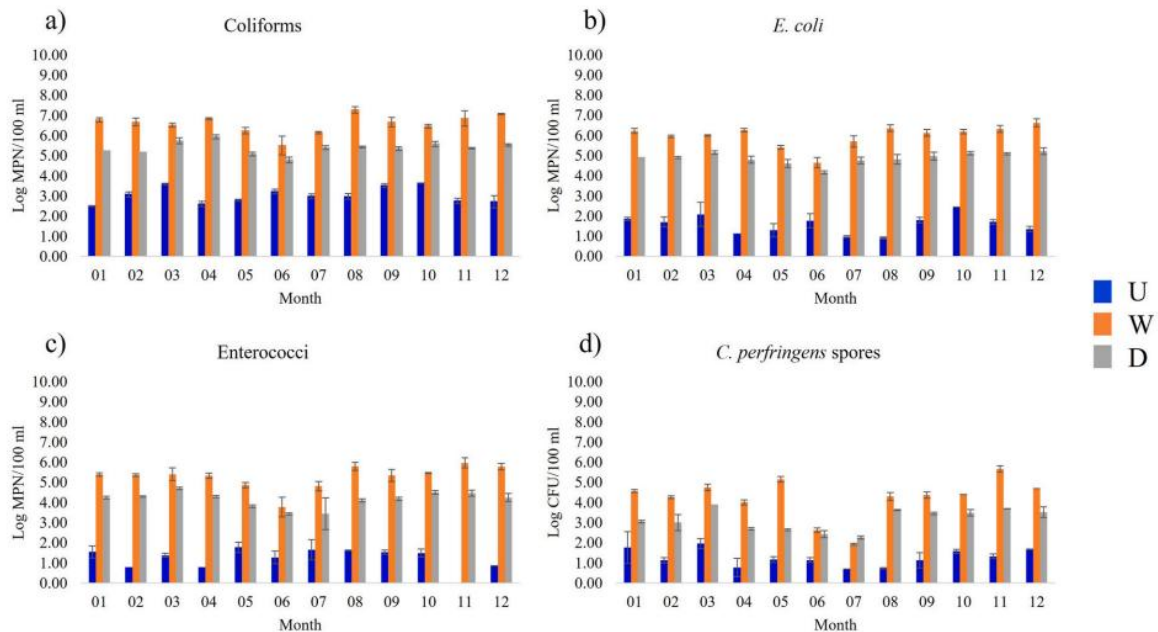 a)
Coliforms
Log MPN/100 ml
10.00
9.00
8.00
7.00
6.00
5.00
4.00
3.00
2.00
1.00
0.00
01 02 03 04 05 06 07 08 09 10 11 12
Month
b)
E. coli
Log MPN/100 ml
10.00
9.00
8.00
7.00
6.00
5.00
4.00
3.00
2.00
1.00
0.00
01 02 03 04 05 06 07 08 09 10 11 12
Month
U
W
D
c)
Enterococci
Log MPN/100 ml
10.00
9.00
8.00
7.00
6.00
5.00
4.00
3.00
2.00
1.00
0.00
01 02 03 04 05 06 07 08 09 10 11 12
Month
d)
C. perfringens spores
Log CFU/100 ml
10.00
9.00
8.00
7.00
6.00
5.00
4.00
3.00
2.00
1.00
0.00
01 02 03 04 05 06 07 08 09 10 11 12
Month